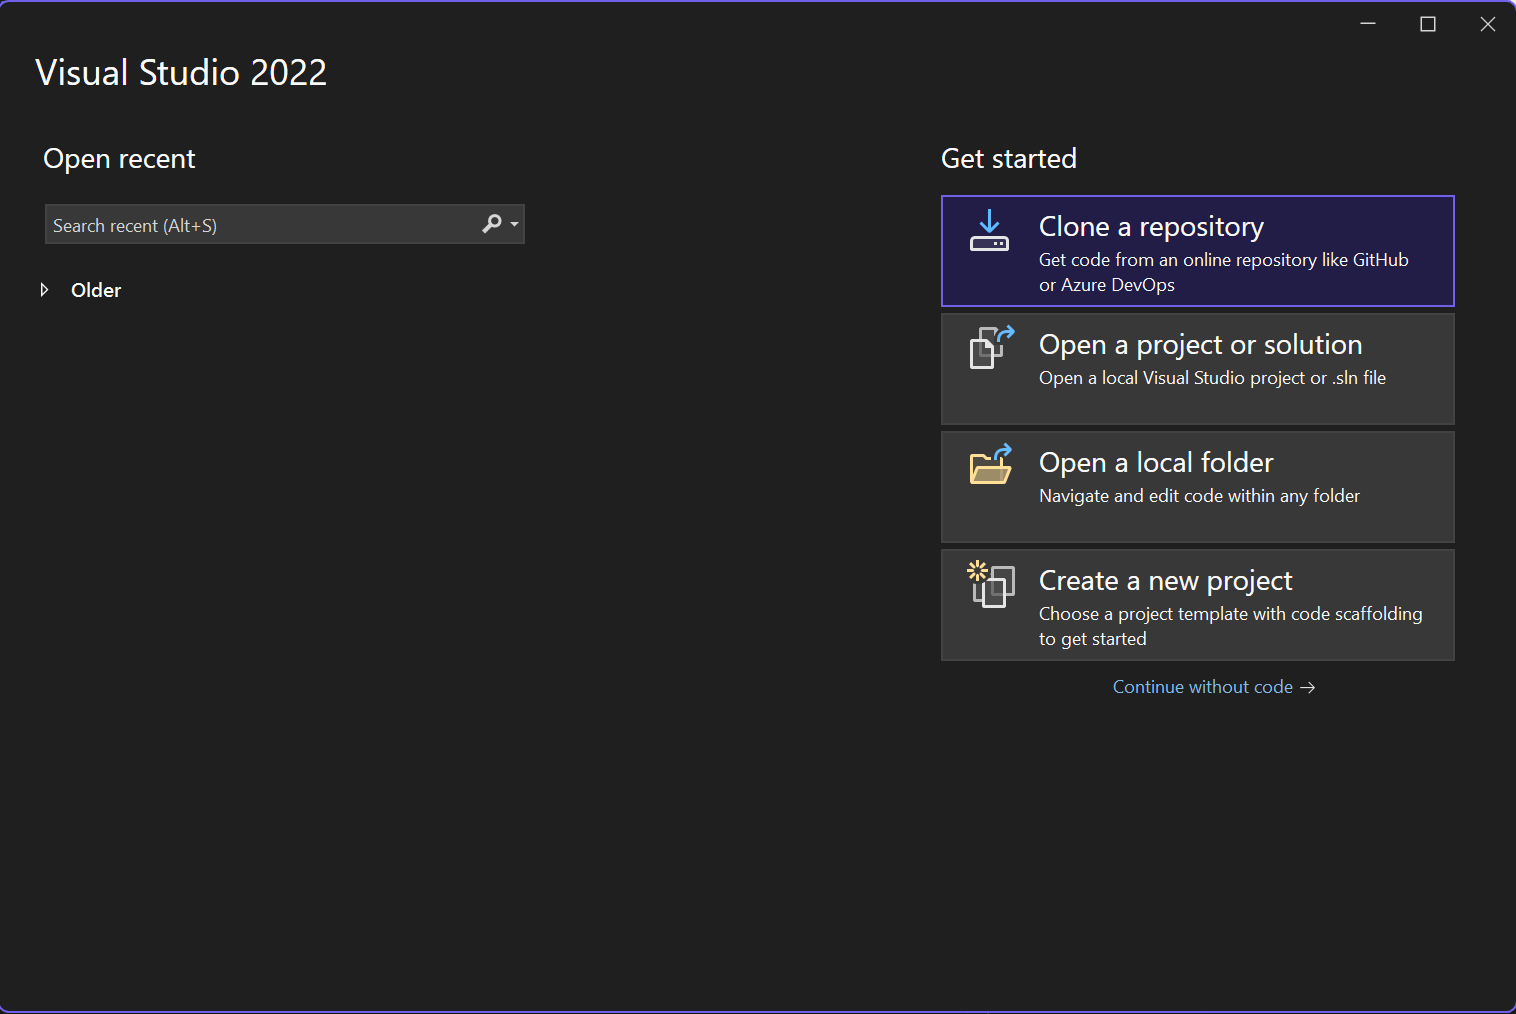 Visual Studio 2022
Open recent
Search recent (Alt+S)
Older
Get started
Clone a repository
Get code from an online repository like GitHub
or Azure DevOps
Open a project or solution
Open a local Visual Studio project or .sln file
Open a local folder
Navigate and edit code within any folder
Create a new project
Choose a project template with code scaffolding
to get started
Continue without code →